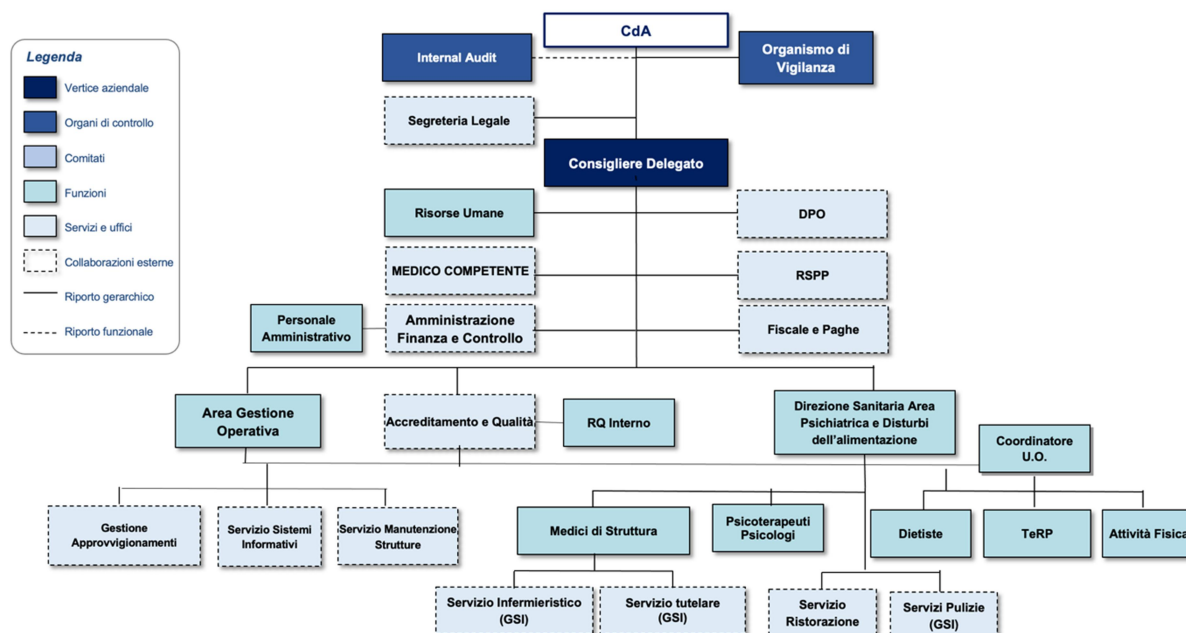 CdA
Legenda
Vertice aziendale
Organi di controllo
Comitati
Funzioni
Servizi e uffici
Collaborazioni esterne
Riporto gerarchico
Riporto funzionale
Internal Audit
Organismo di
Vigilanza
Segreteria Legale
Consigliere Delegato
Risorse Umane
DPO
MEDICO COMPETENTE
RSPP
Personale
Amministrativo
Amministrazione
Finanza e Controllo
Fiscale e Paghe
Area Gestione
Operativa
Accreditamento e Qualità
RQ Interno
Direzione Sanitaria Area
Psichiatrica e Disturbi
dell'alimentazione
Coordinatore
U.O.
Gestione
Approvvigionamenti
Servizio Sistemi
Informativi
Servizio Manutenzione
Strutture
Medici di Struttura
Psicoterapeuti
Psicologi
Dietiste
TeRP
Attività Fisica
Servizio Infermieristico
(GSI)
Servizio tutelare
(GSI)
Servizio
Ristorazione
Servizi Pulizie
(GSI)